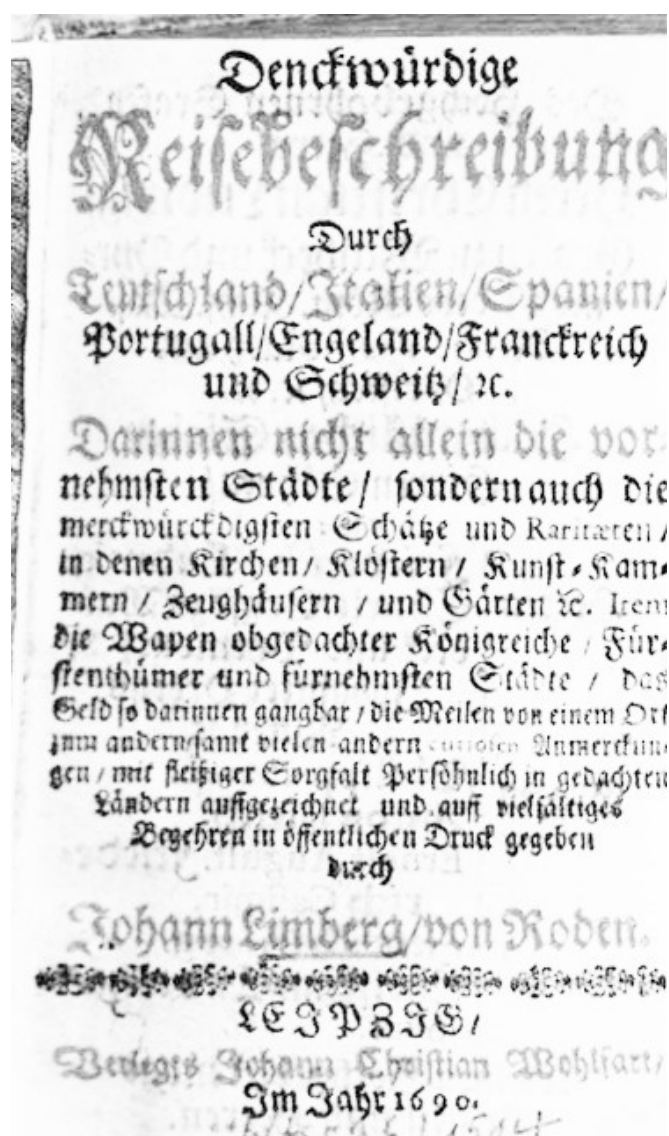 Denckwürdige
Reisebeschreibung
Durch
Teutschland/Italien/Spanien/
Portugall/Engeland/Franckreich
und Schweitz/ ꝛc.
Darinnen nicht allein die vor-
nehmsten Städte/ sondern auch die
merckwürckdigsten Schätze und Raritæten /
in denen Kirchen/ Klöstern/ Kunst-Kam-
mern / Zeughäusern / und Gärten ꝛc. Item
die Wapen obgedachter Königreiche / Für-
stenthümer und fürnehmsten Städte / das
Geld so darinnen gangbar / die Meilen von einem Ort
zum andern/samt vielen andern curiosen Anmerckun-
gen / mit fleißiger Sorgfalt Persöhnlich in gedachten
Ländern auffgezeichnet und auff vielfältiges
Begehren in öffentlichen Druck gegeben
durch
Johann Limberg/von Roden.
LEIPZIG/
Verlegts Johann Christian Wohlfart/
Im Jahr 1690.